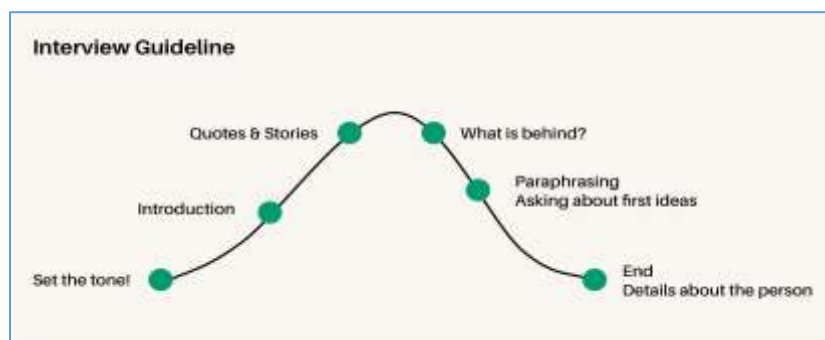 Interview Guideline
Set the tone!
Introduction
Quotes & Stories
What is behind?
Paraphrasing
Asking about first ideas
End
Details about the person